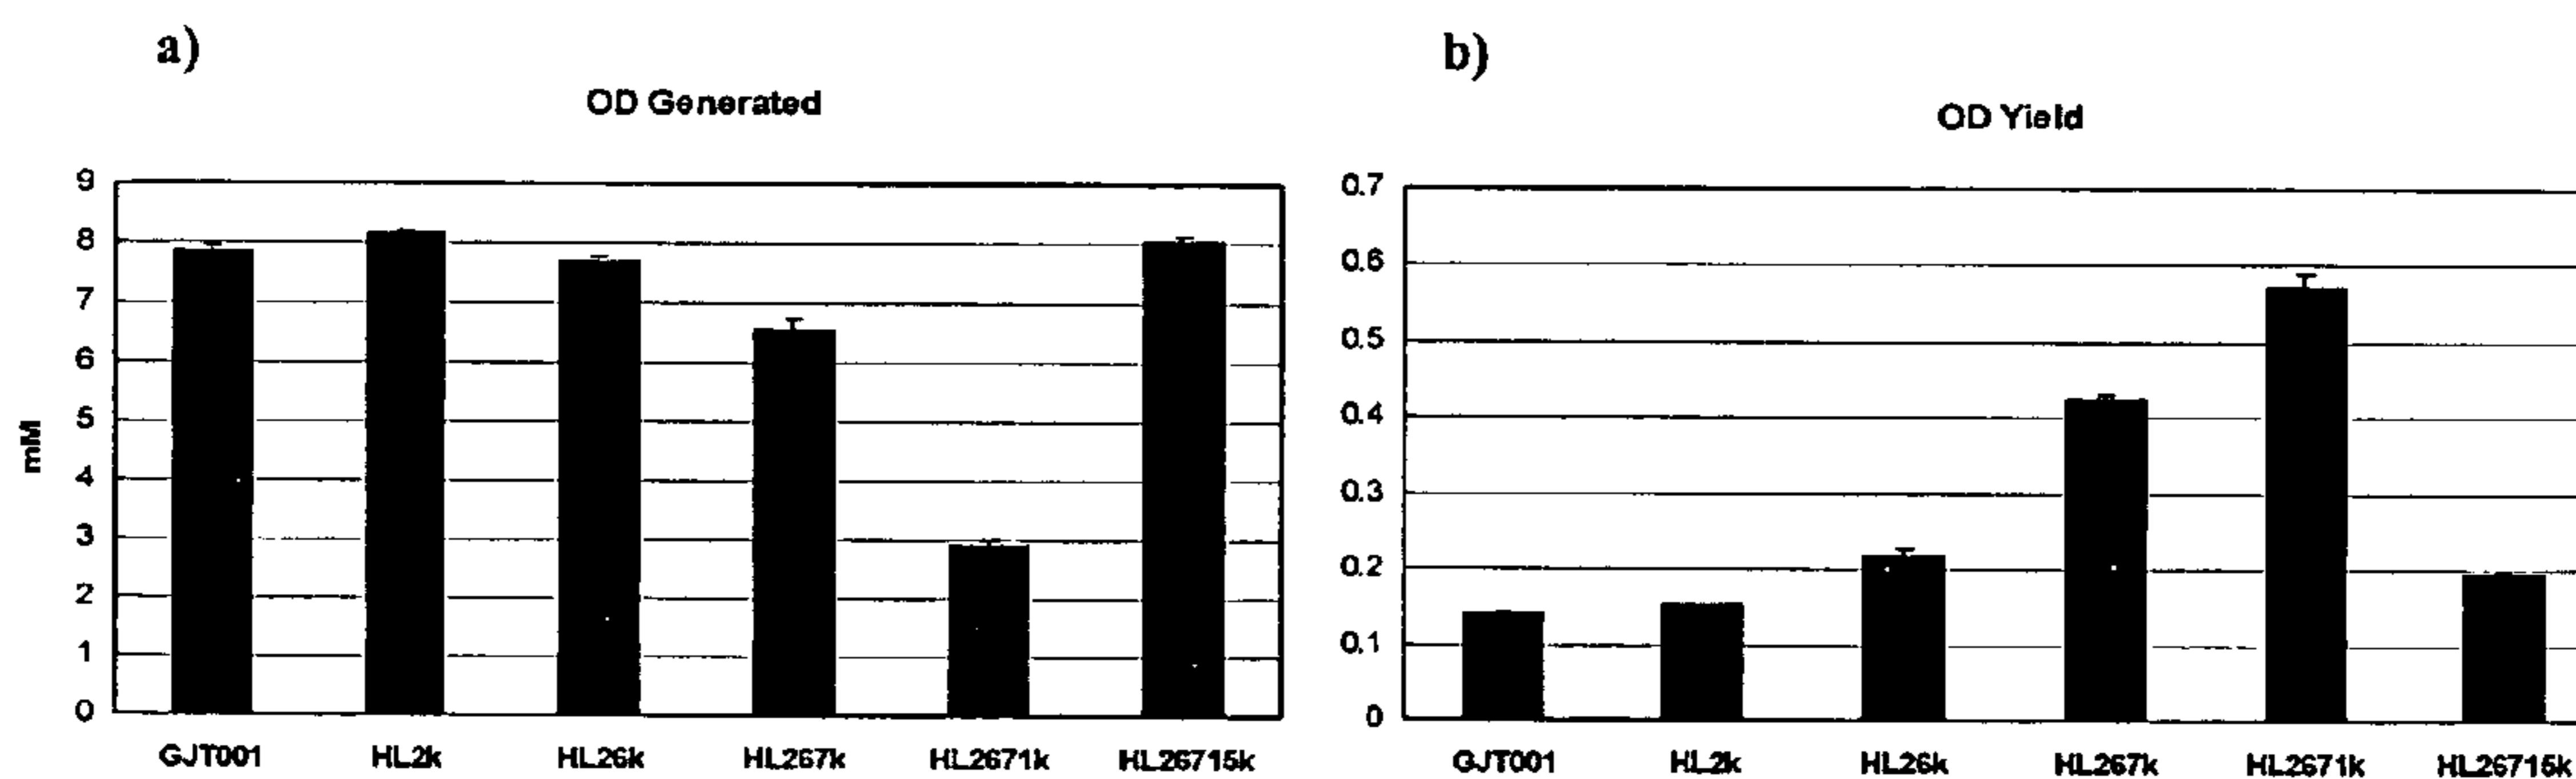 a)
OD Generated
9
8
7
6
5
4
3
2
1
0
mM
GJT001 HL2k HL26k HL267k HL2671k HL26715k
b)
OD Yield
0.7
0.6
0.5
0.4
0.3
0.2
0.1
0
GJT001 HL2k HL26k HL267k HL2671k HL26715k